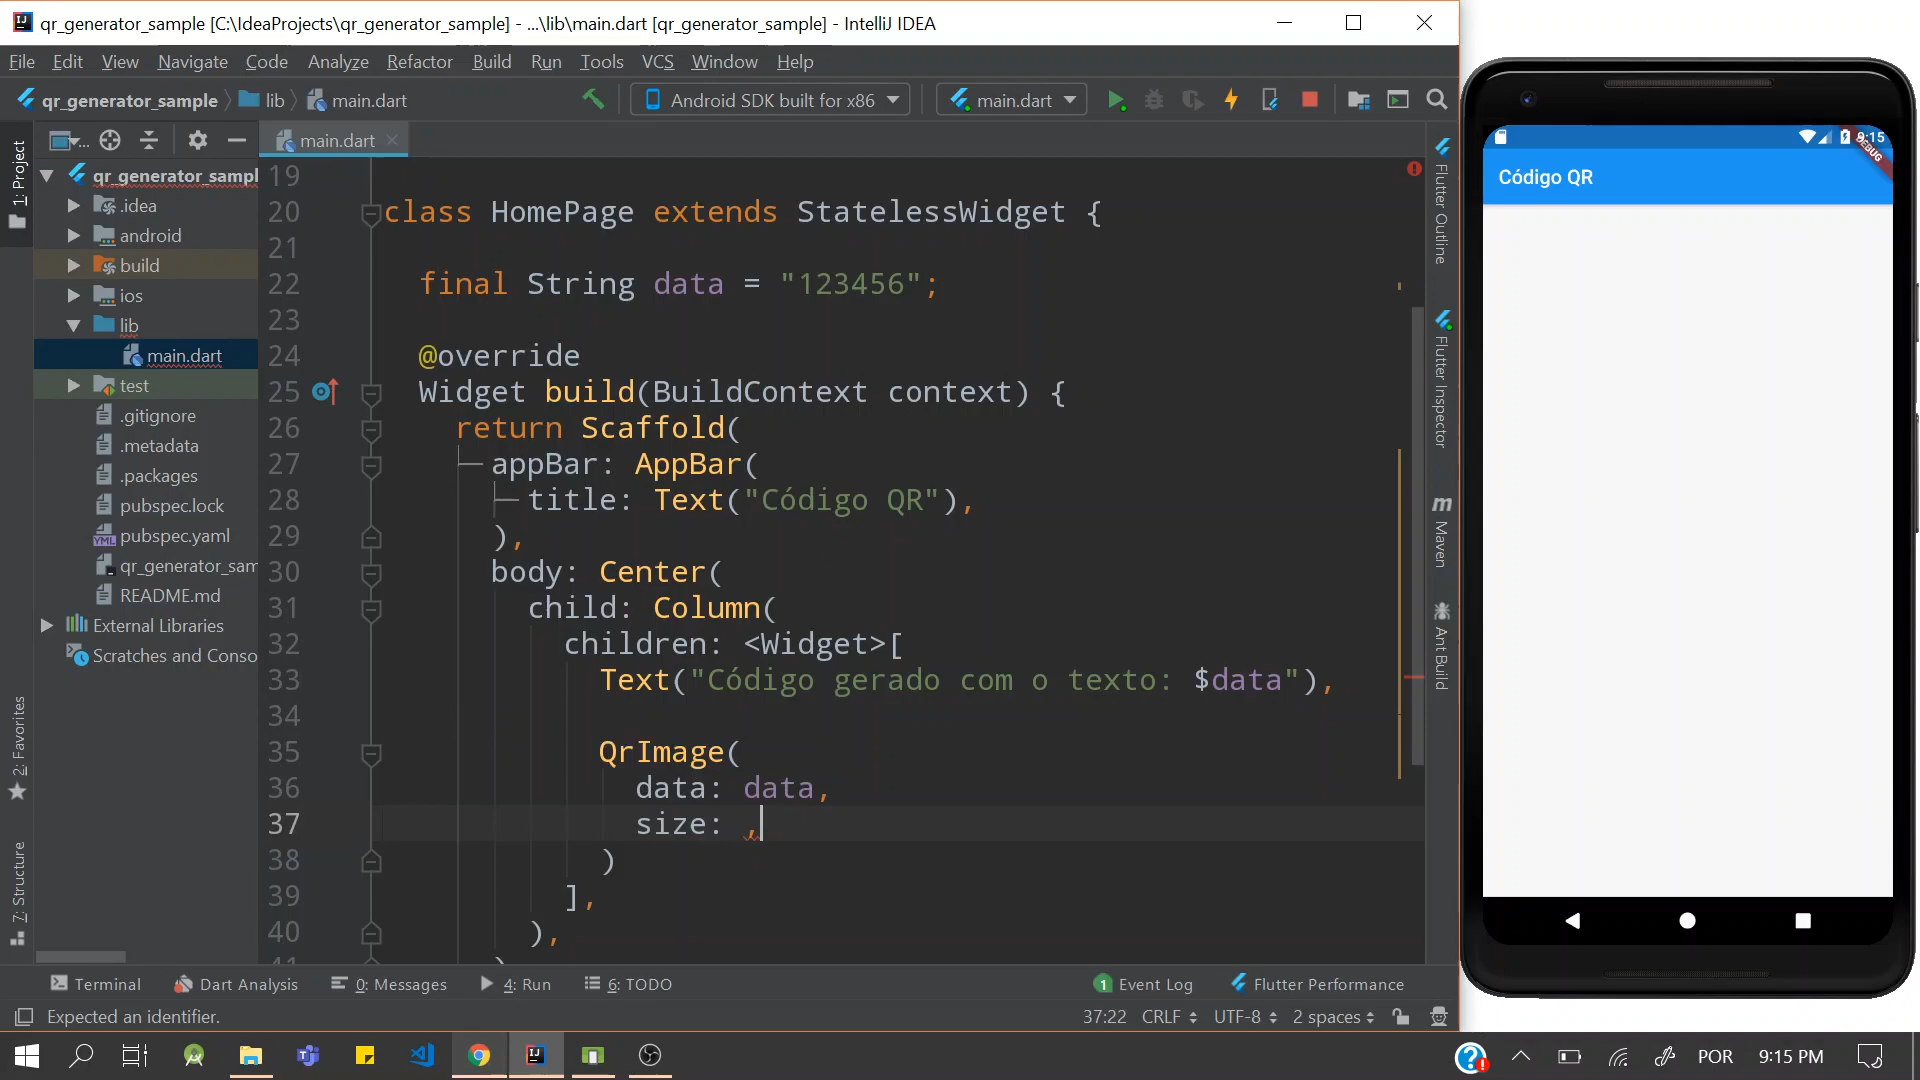 qr_generator_sample [C:\IdeaProjects\qr_generator_sample] - ...\lib\main.dart [qr_generator_sample] - IntelliJ IDEA
File Edit View Navigate Code Analyze Refactor Build Run Tools VCS Window Help
qr_generator_sample lib main.dart Android SDK built for x86 main.dart
... main.dart
1: Project
qr_generator_sampl
.idea
android
build
ios
lib
main.dart
test
.gitignore
.metadata
.packages
pubspec.lock
pubspec.yaml
qr_generator_sam
README.md
External Libraries
Scratches and Conso
2: Favorites
7: Structure
19
20 class HomePage extends StatelessWidget {
21
22 final String data = "123456";
23
24 @override
25 Widget build(BuildContext context) {
26 return Scaffold(
27 appBar: AppBar(
28 title: Text("Código QR"),
29 ),
30 body: Center(
31 child: Column(
32 children: <Widget>[
33 Text("Código gerado com o texto: $data"),
34
35 QrImage(
36 data: data,
37 size: ,
38 )
39 ],
40 ),
41 )
Flutter Outline
Flutter Inspector
m Maven
Ant Build
9:15
DEBUG
Código QR
Terminal Dart Analysis 0: Messages 4: Run 6: TODO 1 Event Log Flutter Performance
Expected an identifier. 37:22 CRLF UTF-8 2 spaces
POR 9:15 PM